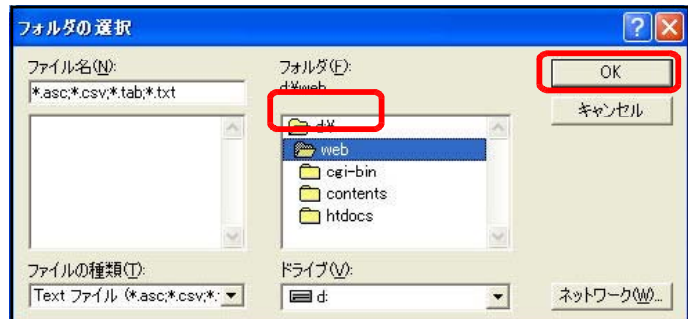 フォルダの選択
ファイル名(N):
*.asc;*.csv;*.tab;*.txt
フォルダ(F):
d:¥web
d:¥
web
cgi-bin
contents
htdocs
OK
キャンセル
ファイルの種類(T):
Text ファイル (*.asc;*.csv;*.
ドライブ(V):
d:
ネットワーク(W)...